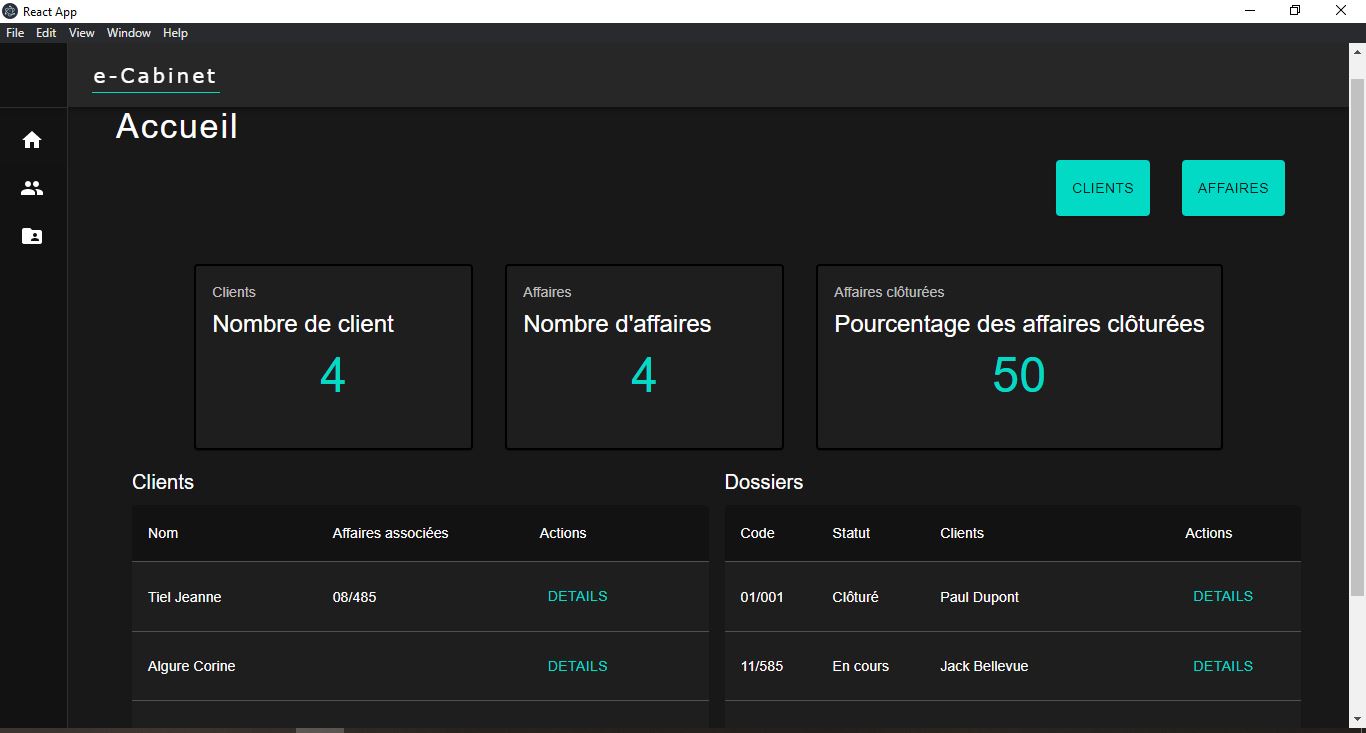 React App
File Edit View Window Help
e-Cabinet
Accueil
CLIENTS AFFAIRES
Clients
Nombre de client
4
Affaires
Nombre d'affaires
4
Affaires clôturées
Pourcentage des affaires clôturées
50
Clients
Nom Affaires associées Actions
Tiel Jeanne 08/485 DETAILS
Algure Corine DETAILS
Dossiers
Code Statut Clients Actions
01/001 Clôturé Paul Dupont DETAILS
11/585 En cours Jack Bellevue DETAILS